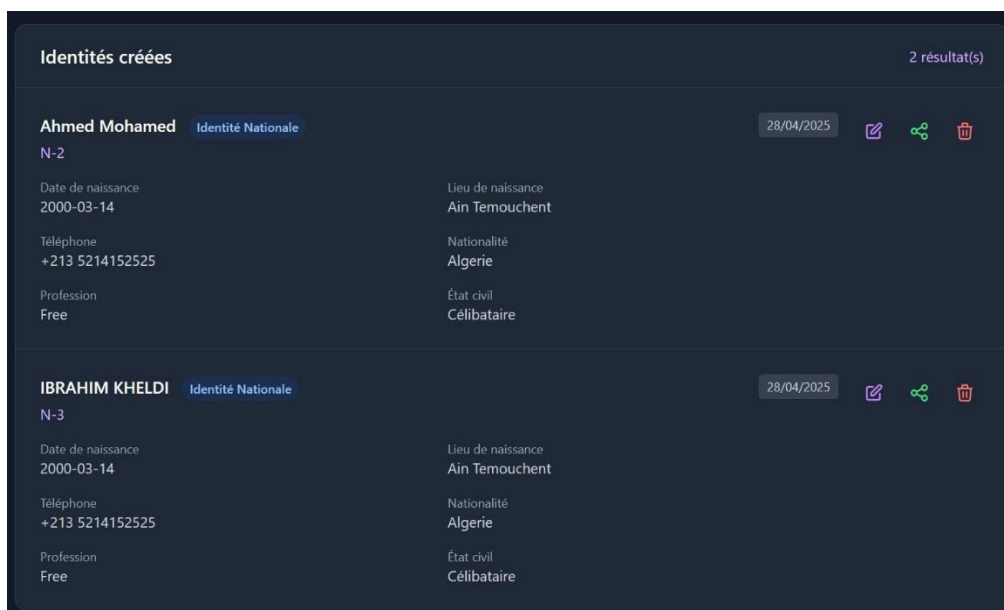 Identités créées
2 résultat(s)
Ahmed Mohamed Identité Nationale
28/04/2025
N-2
Date de naissance
2000-03-14
Lieu de naissance
Ain Temouchent
Téléphone
+213 5214152525
Nationalité
Algerie
Profession
Free
État civil
Célibataire
IBRAHIM KHELDI Identité Nationale
28/04/2025
N-3
Date de naissance
2000-03-14
Lieu de naissance
Ain Temouchent
Téléphone
+213 5214152525
Nationalité
Algerie
Profession
Free
État civil
Célibataire